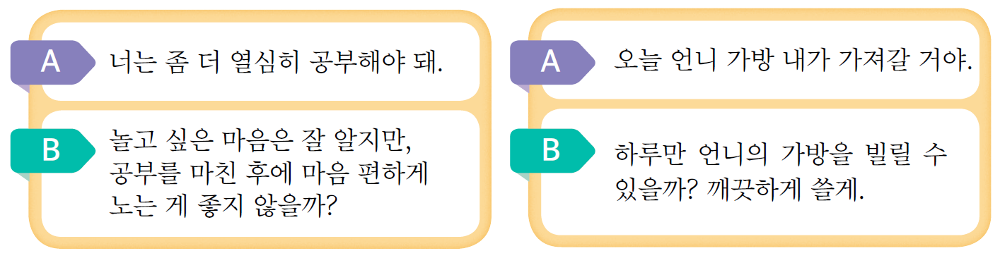 A
너는 좀 더 열심히 공부해야 돼.
B
놀고 싶은 마음은 잘 알지만,
공부를 마친 후에 마음 편하게
노는 게 좋지 않을까?
A
오늘 언니 가방 내가 가져갈 거야.
B
하루만 언니의 가방을 빌릴 수
있을까? 깨끗하게 쓸게.